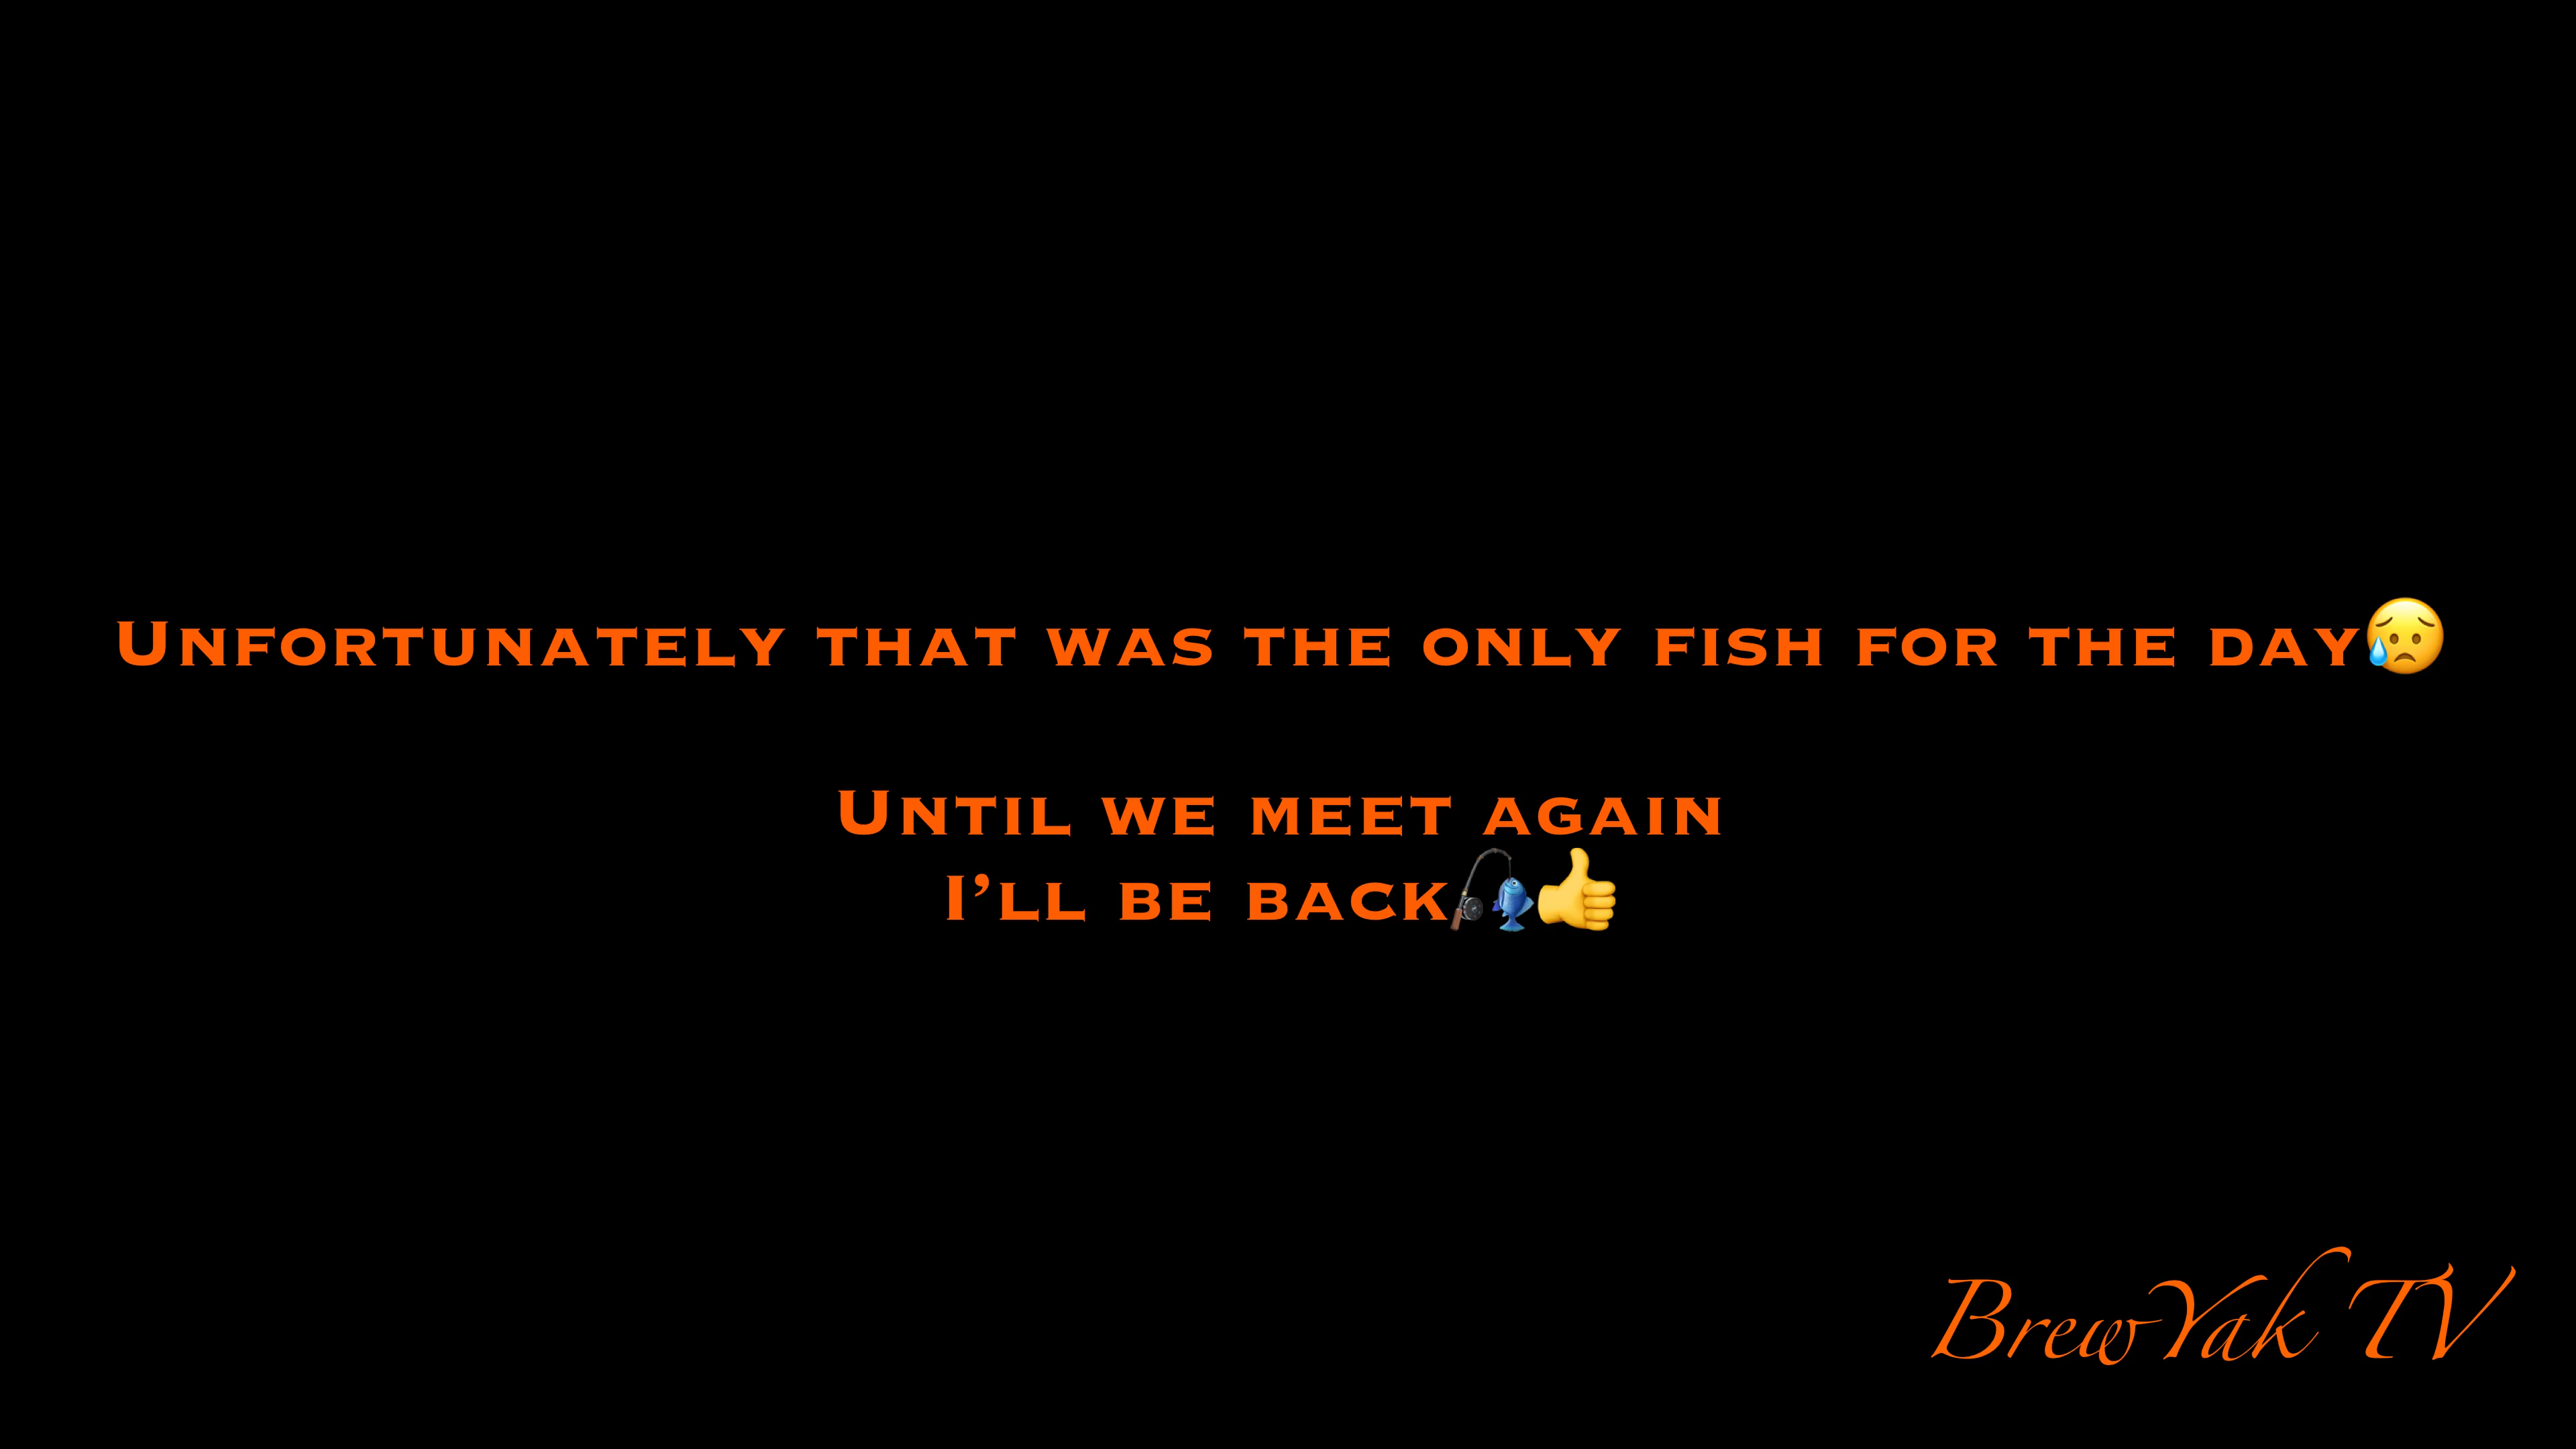 Unfortunately that was the only fish for the day😥
Until we meet again
I’ll be back🎣👍
BrewYak TV